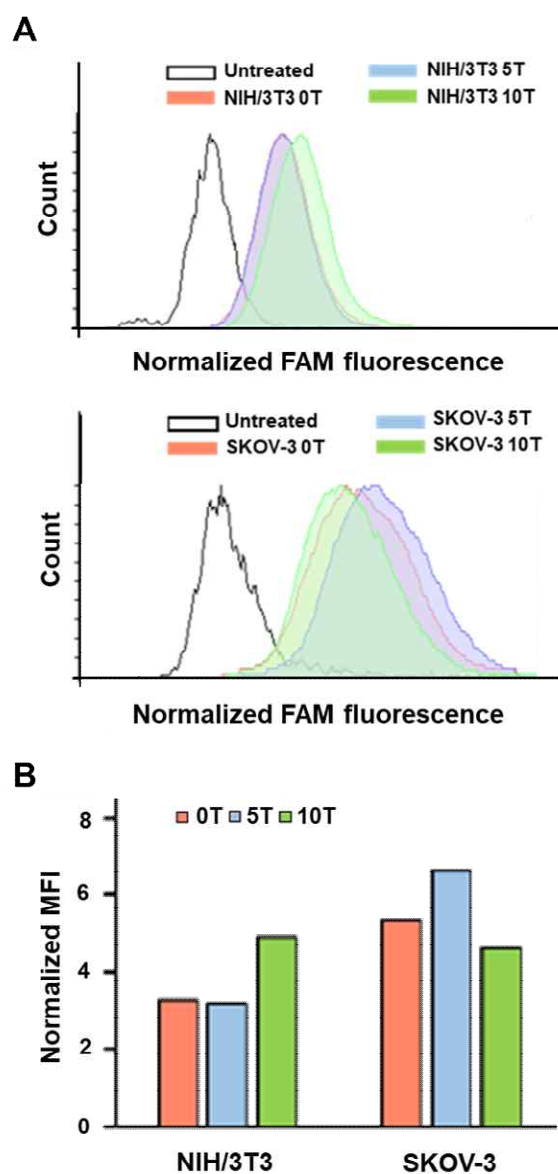 A
Untreated NIH/3T3 5T
NIH/3T3 0T NIH/3T3 10T
Count
Normalized FAM fluorescence
Untreated SKOV-3 5T
SKOV-3 0T SKOV-3 10T
Count
Normalized FAM fluorescence
B
0T 5T 10T
Normalized MFI
8
6
4
2
0
NIH/3T3 SKOV-3